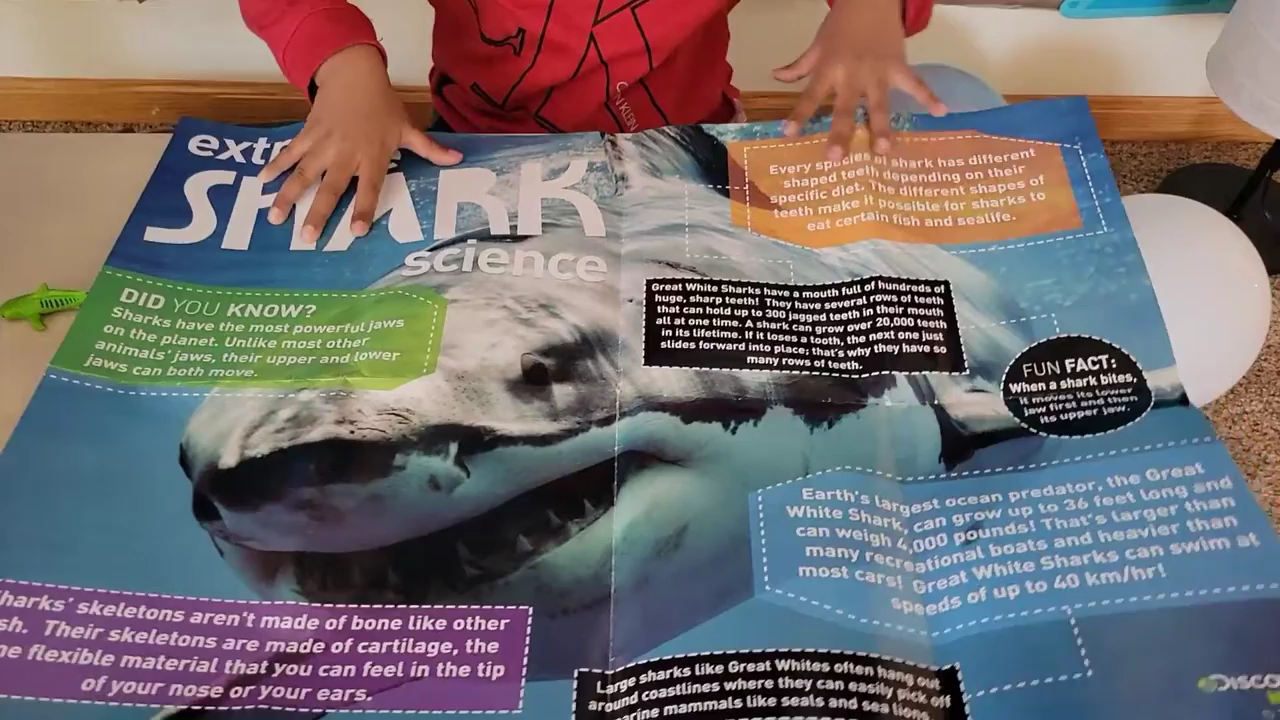 extr e
SHARK
science
Every species of shark has different
shaped teeth depending on their
specific diet. The different shapes of
teeth make it possible for sharks to
eat certain fish and sealife.
DID YOU KNOW?
Sharks have the most powerful jaws
on the planet. Unlike most other
animals' jaws, their upper and lower
jaws can both move.
Great White Sharks have a mouth full of hundreds of
huge, sharp teeth! They have several rows of teeth
that can hold up to 300 jagged teeth in their mouth
all at one time. A shark can grow over 20,000 teeth
in its lifetime. If it loses a tooth, the next one just
slides forward into place; that's why they have so
many rows of teeth.
FUN FACT:
When a shark bites,
it moves its lower
jaw first and then
its upper jaw.
Earth's largest ocean predator, the Great
White Shark, can grow up to 36 feet long and
can weigh 4,000 pounds! That's larger than
many recreational boats and heavier than
most cars! Great White Sharks can swim at
speeds of up to 40 km/hr!
harks' skeletons aren't made of bone like other
sh. Their skeletons are made of cartilage, the
me flexible material that you can feel in the tip
of your nose or your ears.
Large sharks like Great Whites often hang out
around coastlines where they can easily pick off
arine mammals like seals and sea lions
DISCO